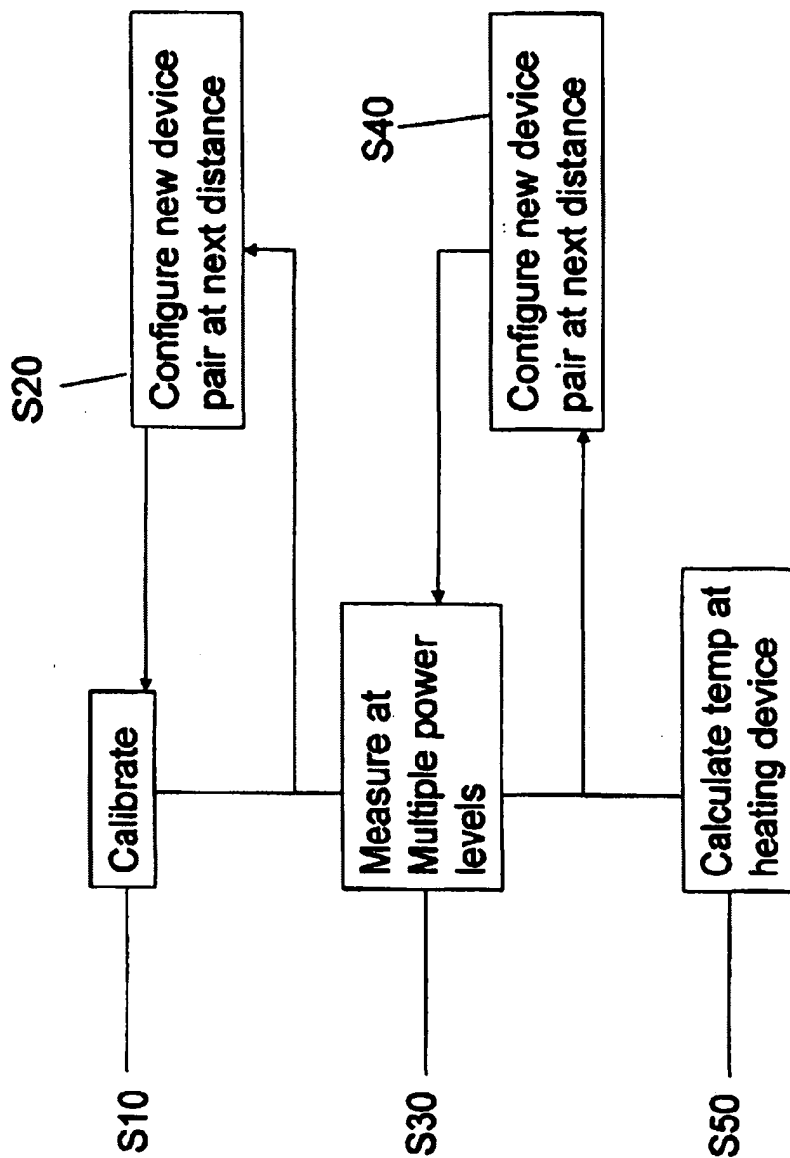 S10
Calibrate
S20
Configure new device
pair at next distance
S30
Measure at
Multiple power
levels
S40
Configure new device
pair at next distance
S50
Calculate temp at
heating device